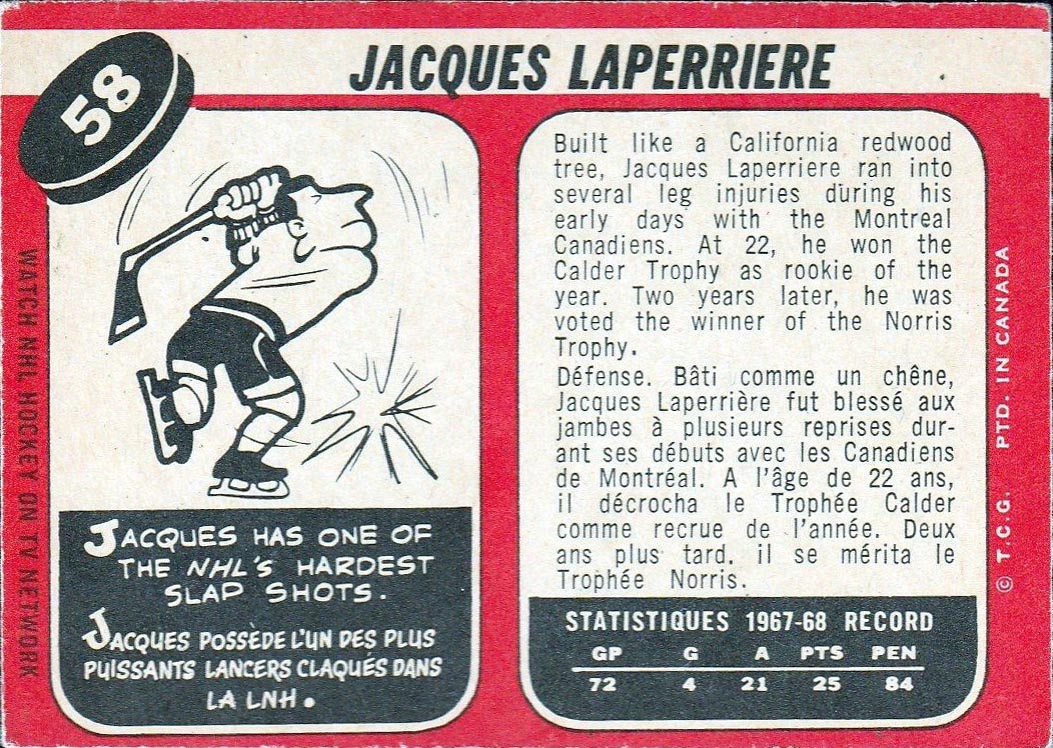 58
JACQUES LAPERRIERE
WATCH NHL HOCKEY ON TV NETWORK
JACQUES HAS ONE OF
THE NHL'S HARDEST
SLAP SHOTS.
JACQUES POSSÈDE L'UN DES PLUS
PUISSANTS LANCERS CLAQUÉS DANS
LA LNH.
Built like a California redwood
tree, Jacques Laperriere ran into
several leg injuries during his
early days with the Montreal
Canadiens. At 22, he won the
Calder Trophy as rookie of the
year. Two years later, he was
voted the winner of the Norris
Trophy.
Défense. Bâti comme un chêne,
Jacques Laperrière fut blessé aux
jambes à plusieurs reprises dur-
ant ses débuts avec les Canadiens
de Montréal. A l'âge de 22 ans,
il décrocha le Trophée Calder
comme recrue de l'année. Deux
ans plus tard, il se mérita le
Trophée Norris.
STATISTIQUES 1967-68 RECORD
GP G A PTS PEN
72 4 21 25 84
© T.C.G. PTD. IN CANADA